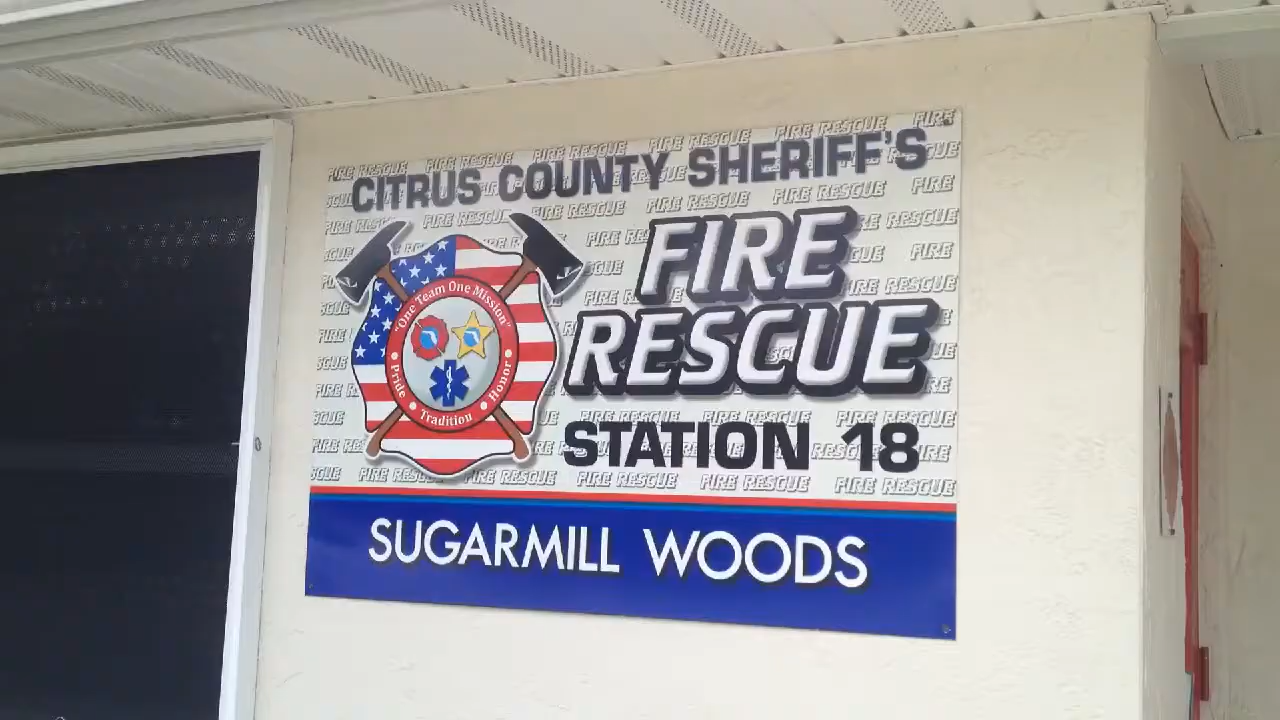 CITRUS COUNTY SHERIFF'S
FIRE
RESCUE
STATION 18
"One Team One Mission"
Pride • Tradition • Honor
SUGARMILL WOODS